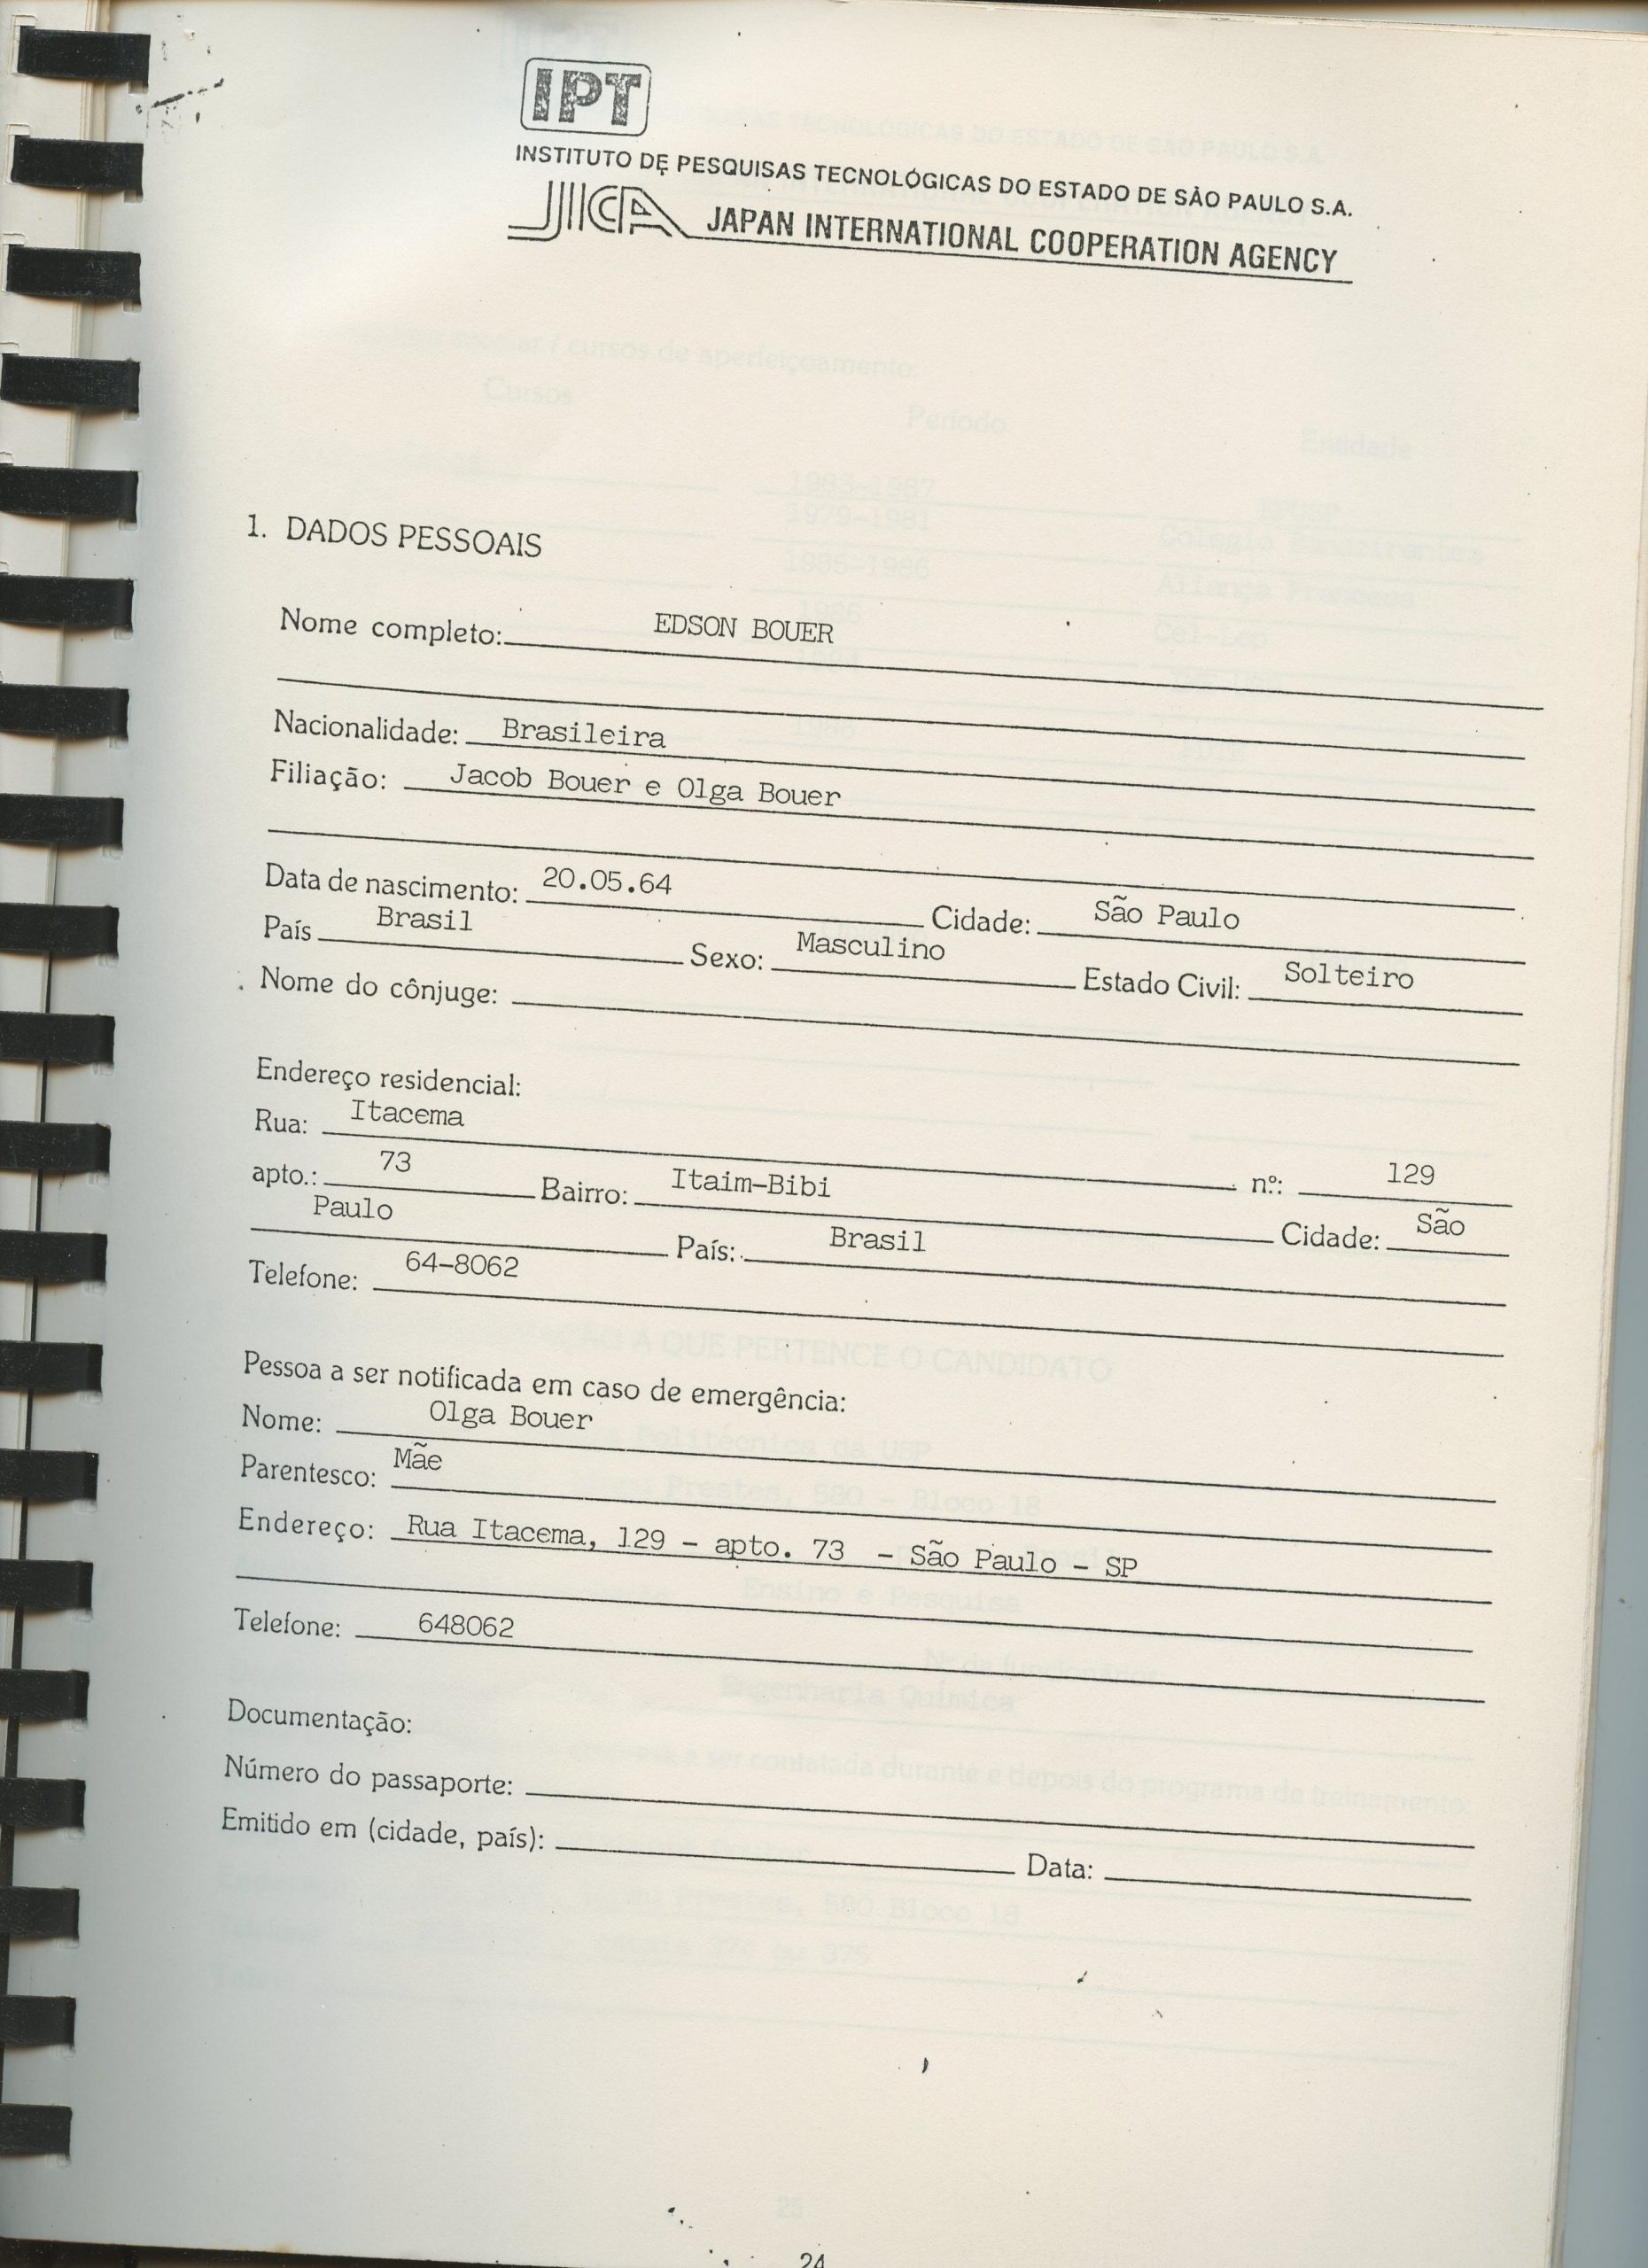 IPT
INSTITUTO DE PESQUISAS TECNOLÓGICAS DO ESTADO DE SÃO PAULO S.A.
JICA JAPAN INTERNATIONAL COOPERATION AGENCY
1. DADOS PESSOAIS
Nome completo: EDSON BOUER
Nacionalidade: Brasileira
Filiação: Jacob Bouer e Olga Bouer
Data de nascimento: 20.05.64 Cidade: São Paulo
País Brasil Sexo: Masculino Estado Civil: Solteiro
Nome do cônjuge:
Endereço residencial:
Rua: Itacema nº: 129
apto.: 73 Bairro: Itaim-Bibi Cidade: São
Paulo País: Brasil
Telefone: 64-8062
Pessoa a ser notificada em caso de emergência:
Nome: Olga Bouer
Parentesco: Mãe
Endereço: Rua Itacema, 129 - apto. 73 - São Paulo - SP
Telefone: 648062
Documentação:
Número do passaporte:
Emitido em (cidade, país): Data:
24